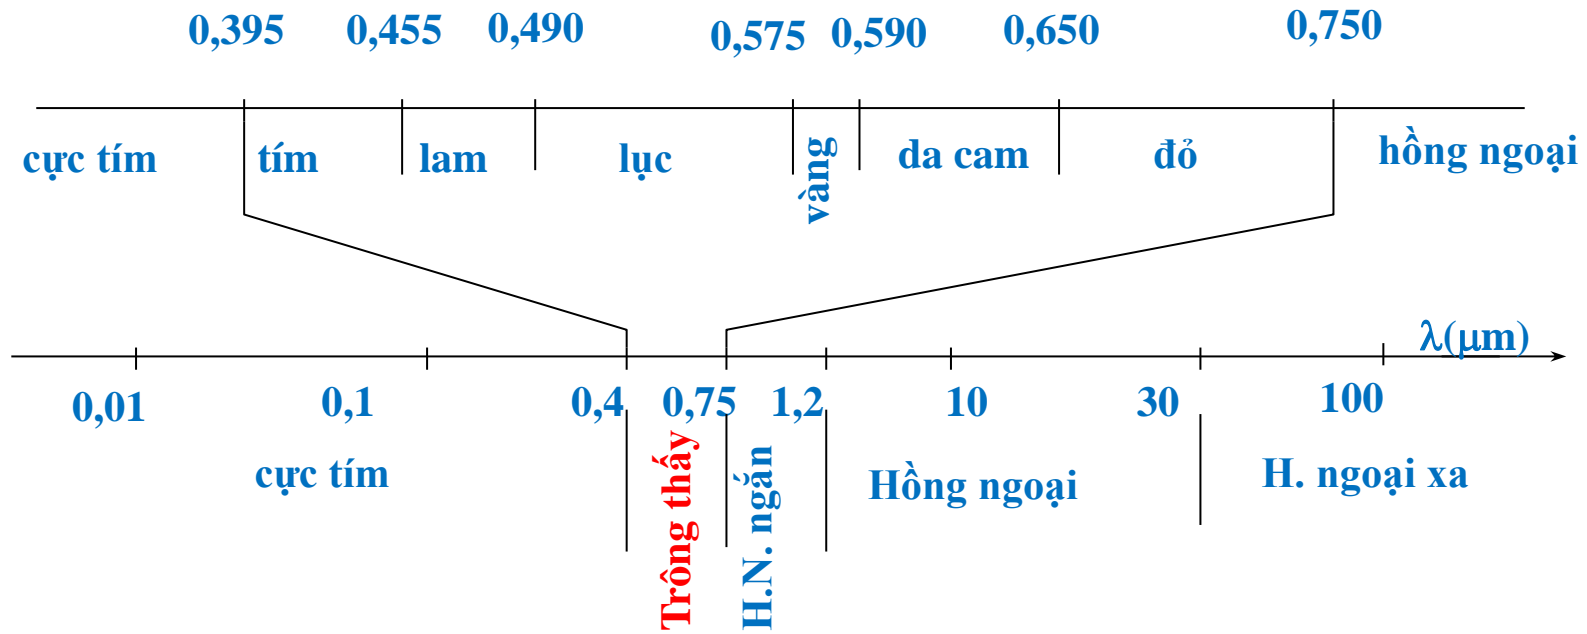 0,395 0,455 0,490 0,575 0,590 0,650 0,750
cực tím tím lam lục vàng da cam đỏ hồng ngoại
λ(μm)
0,01 0,1 0,4 0,75 1,2 10 30 100
cực tím Trông thấy H.N. ngắn Hồng ngoại H. ngoại xa